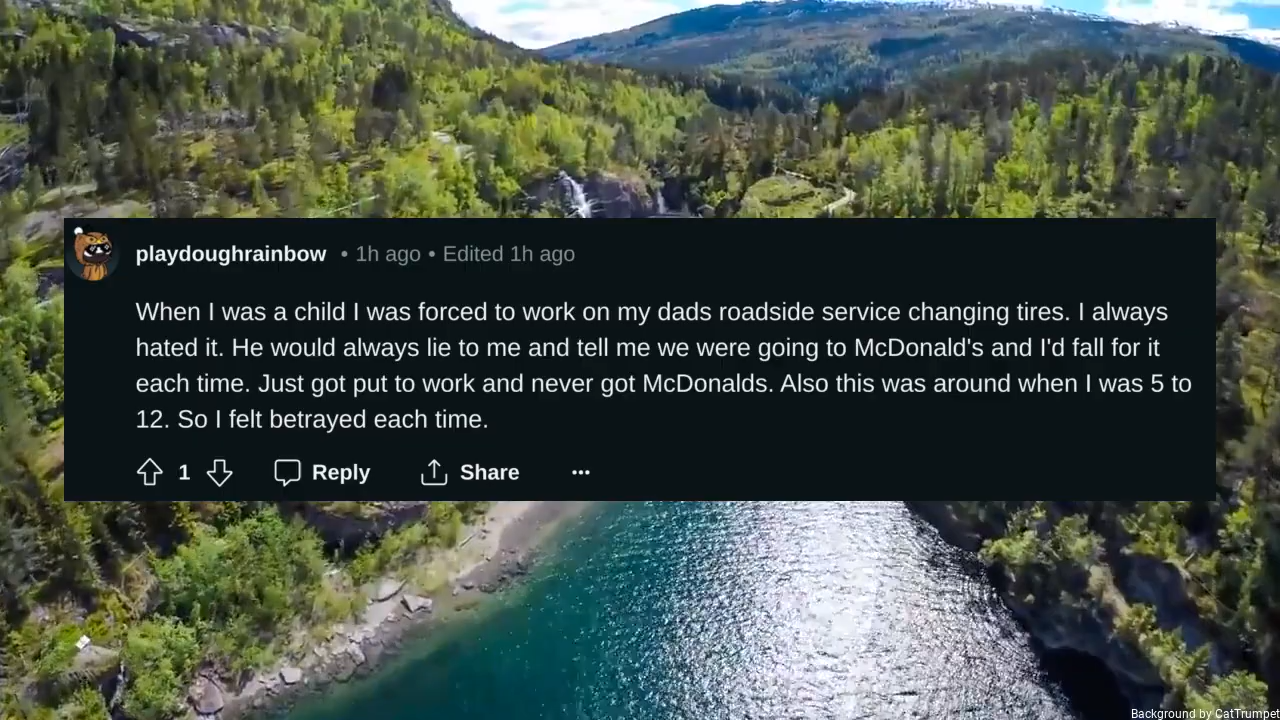 playdoughrainbow • 1h ago • Edited 1h ago
When I was a child I was forced to work on my dads roadside service changing tires. I always
hated it. He would always lie to me and tell me we were going to McDonald's and I'd fall for it
each time. Just got put to work and never got McDonalds. Also this was around when I was 5 to
12. So I felt betrayed each time.
1 Reply Share ···
Background by CatTrumpet